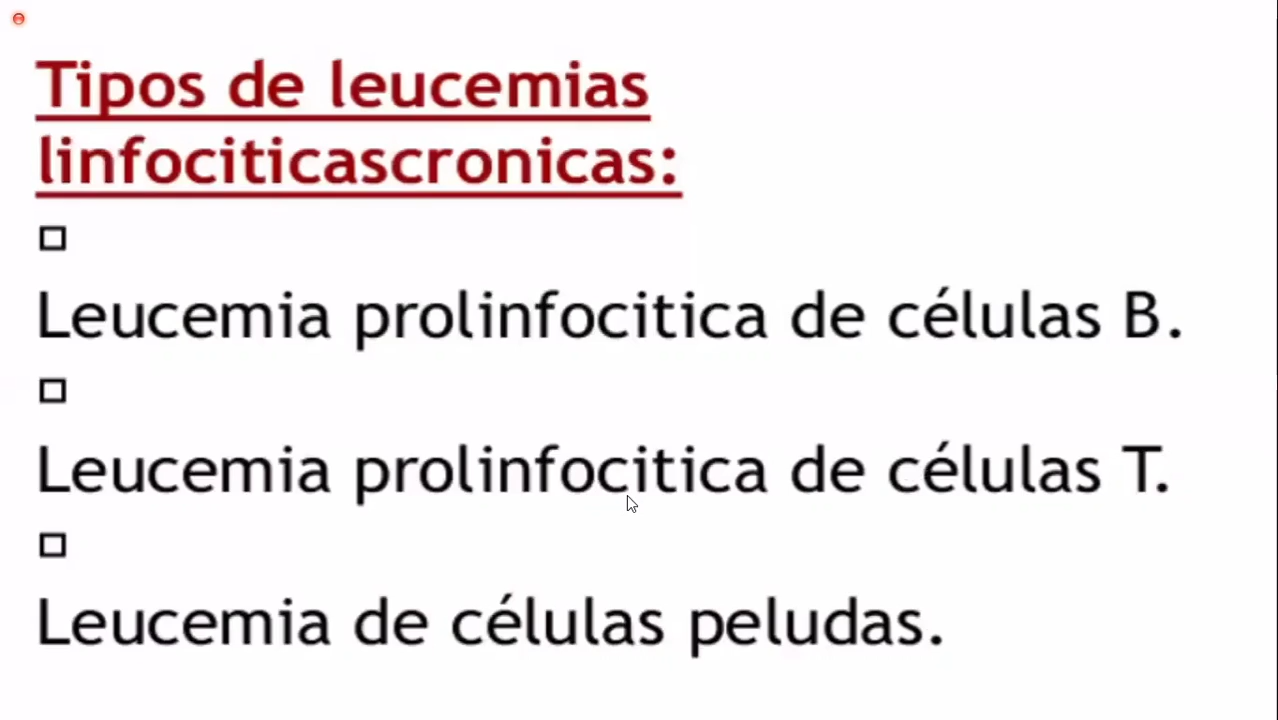 Tipos de leucemias
linfociticascronicas:
Leucemia prolinfocitica de células B.
Leucemia prolinfocitica de células T.
Leucemia de células peludas.